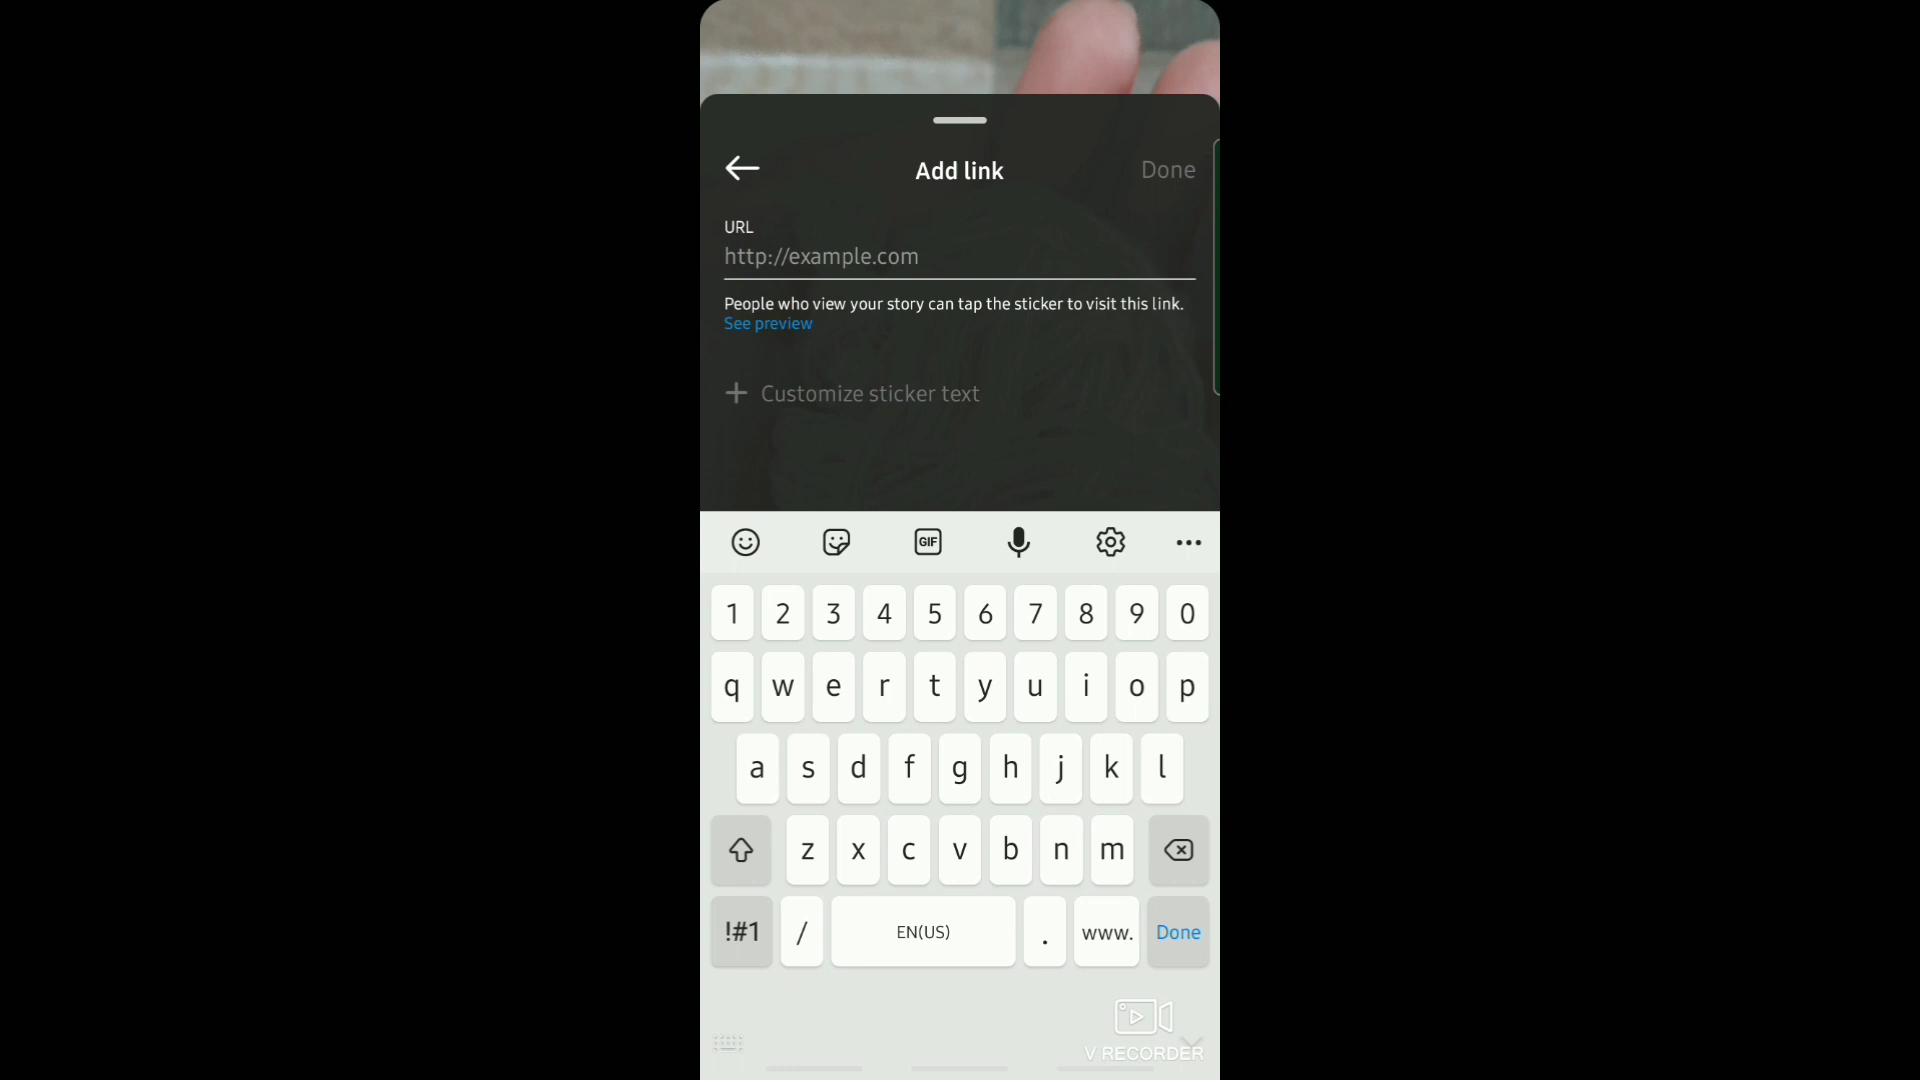 Add link
Done
URL
http://example.com
People who view your story can tap the sticker to visit this link.
See preview
+ Customize sticker text
GIF
1 2 3 4 5 6 7 8 9 0
q w e r t y u i o p
a s d f g h j k l
z x c v b n m
!#1 / EN(US) . www. Done
V RECORDER